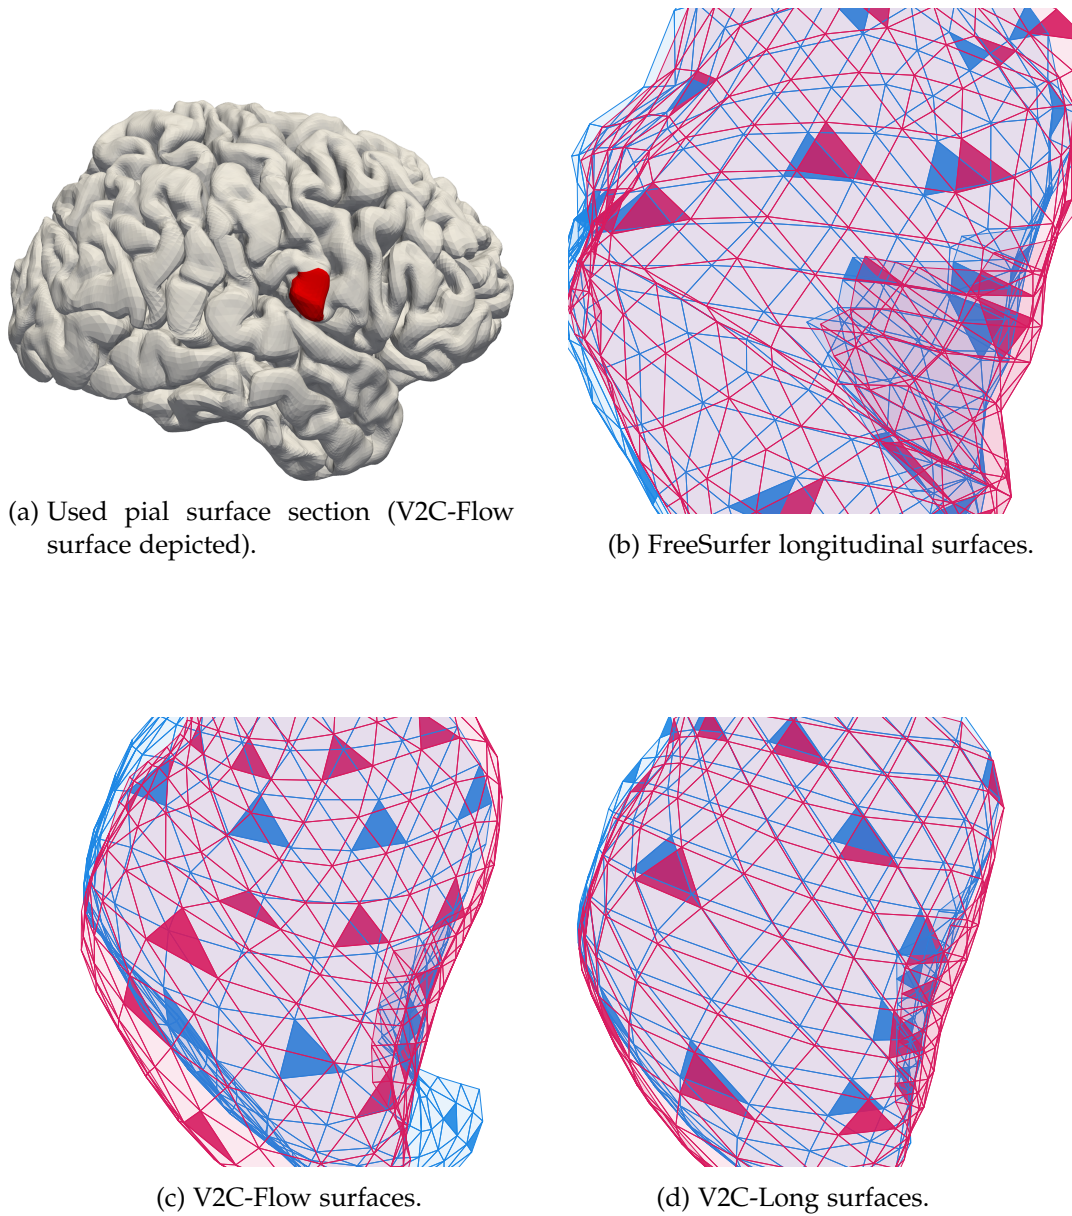 (a) Used pial surface section (V2C-Flow
surface depicted).
(b) FreeSurfer longitudinal surfaces.
(c) V2C-Flow surfaces.
(d) V2C-Long surfaces.